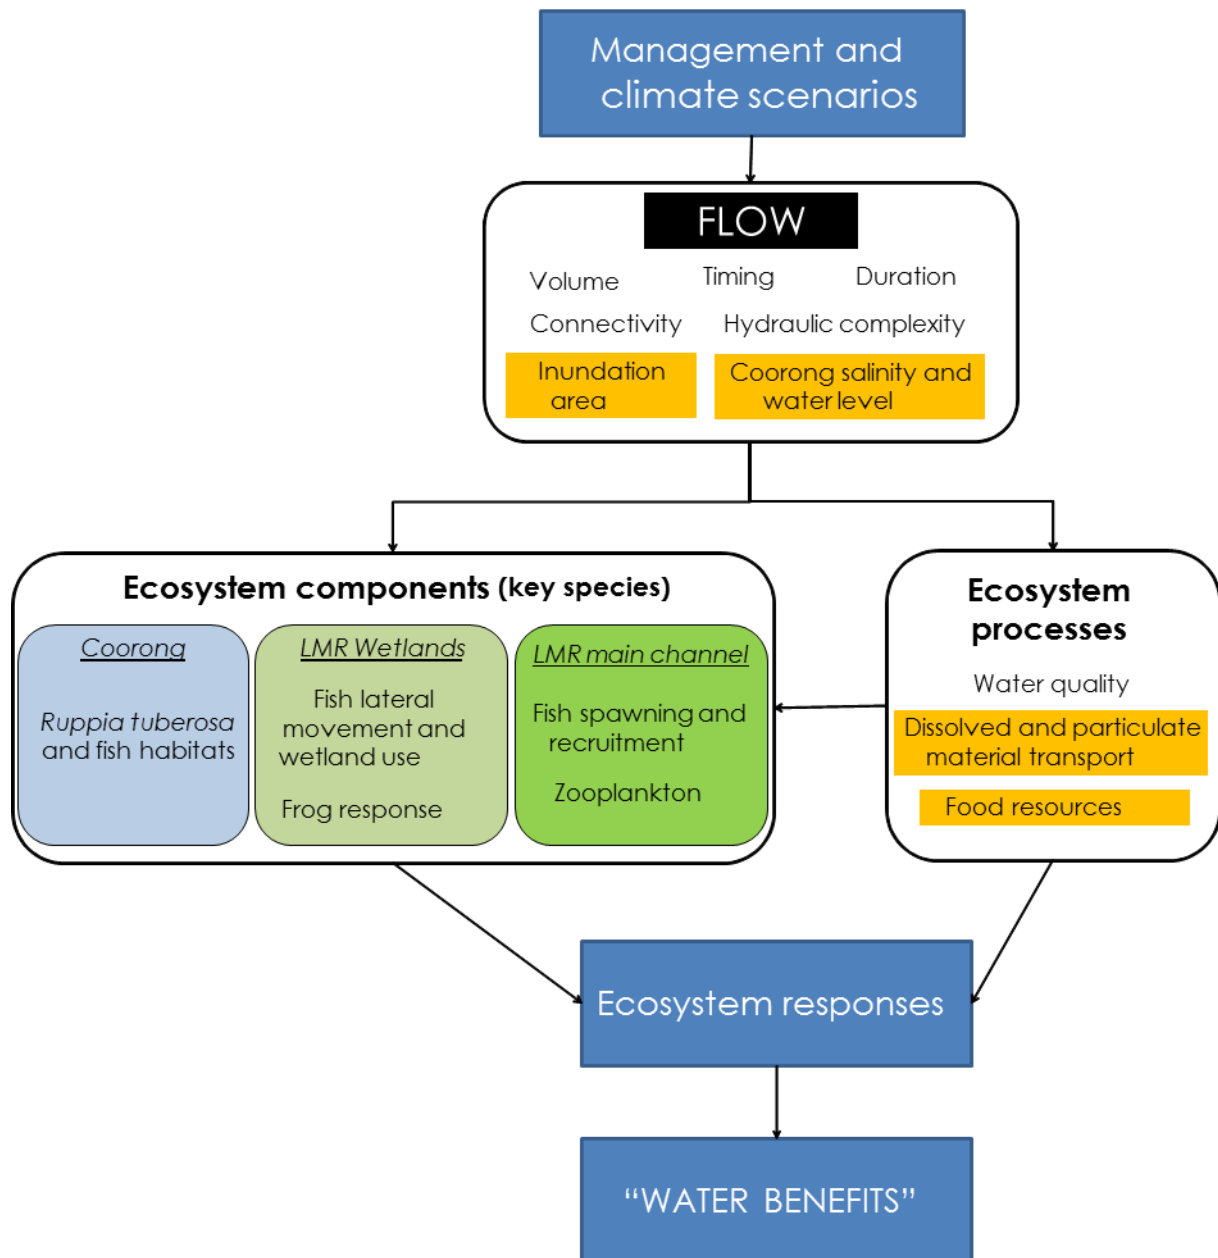 Management and
climate scenarios
FLOW
Volume
Timing
Duration
Connectivity
Hydraulic complexity
Inundation
area
Coorong salinity and
water level
Ecosystem components (key species)
Coorong
Ruppia tuberosa
and fish habitats
LMR Wetlands
Fish lateral
movement and
wetland use
Frog response
LMR main channel
Fish spawning and
recruitment
Zooplankton
Ecosystem
processes
Water quality
Dissolved and particulate
material transport
Food resources
Ecosystem responses
“WATER BENEFITS”